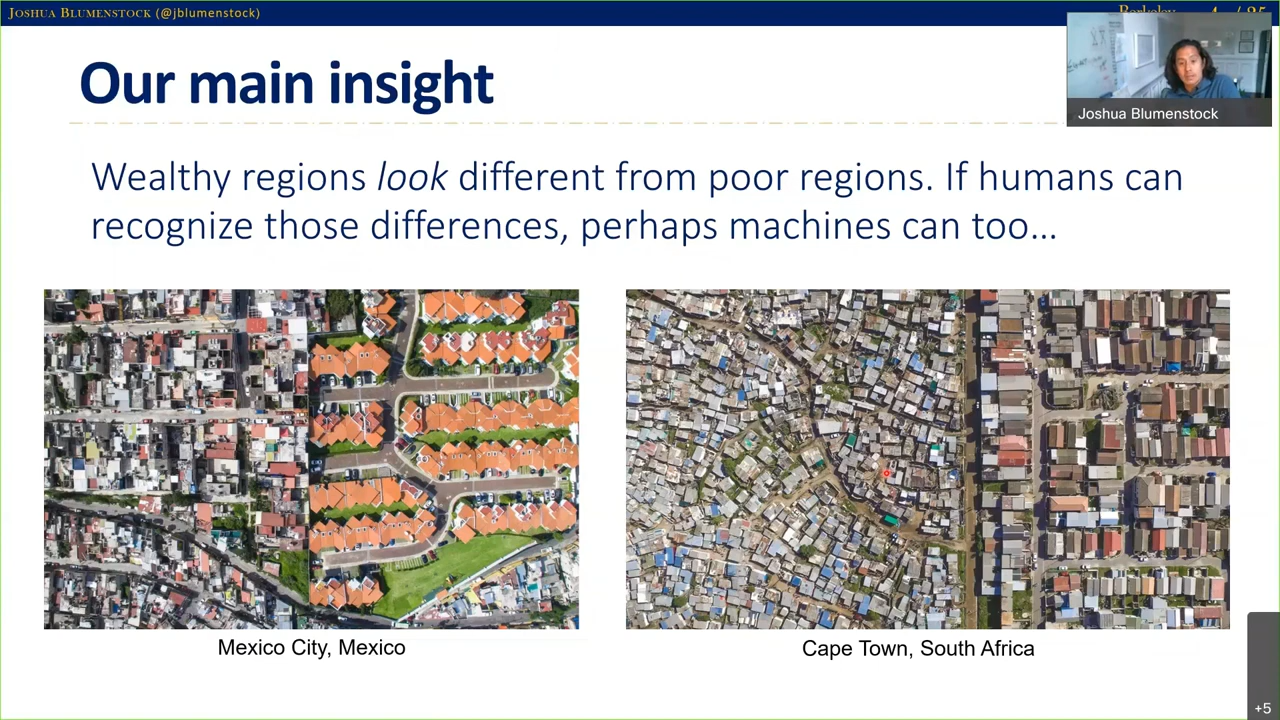 JOSHUA BLUMENSTOCK (@jblumenstock)
Our main insight
Joshua Blumenstock
Wealthy regions look different from poor regions. If humans can
recognize those differences, perhaps machines can too...
Mexico City, Mexico
Cape Town, South Africa
+5